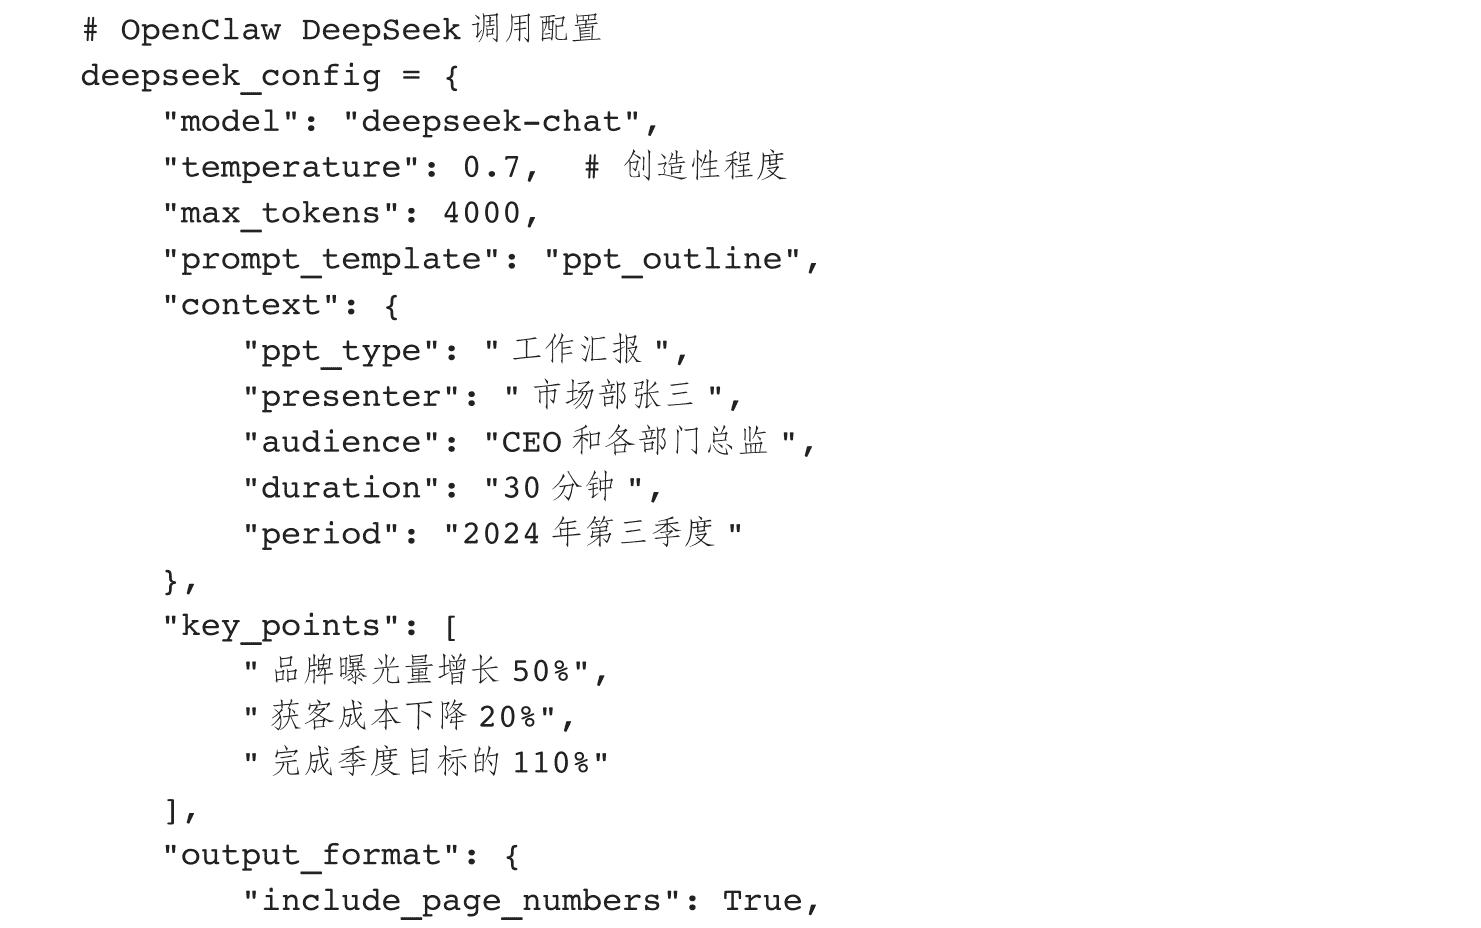 # OpenClaw DeepSeek 调用配置
deepseek_config = {
    "model": "deepseek-chat",
    "temperature": 0.7,  # 创造性程度
    "max_tokens": 4000,
    "prompt_template": "ppt_outline",
    "context": {
        "ppt_type": " 工作汇报 ",
        "presenter": " 市场部张三 ",
        "audience": "CEO 和各部门总监 ",
        "duration": "30 分钟 ",
        "period": "2024 年第三季度 "
    },
    "key_points": [
        " 品牌曝光量增长 50%",
        " 获客成本下降 20%",
        " 完成季度目标的 110%"
    ],
    "output_format": {
        "include_page_numbers": True,